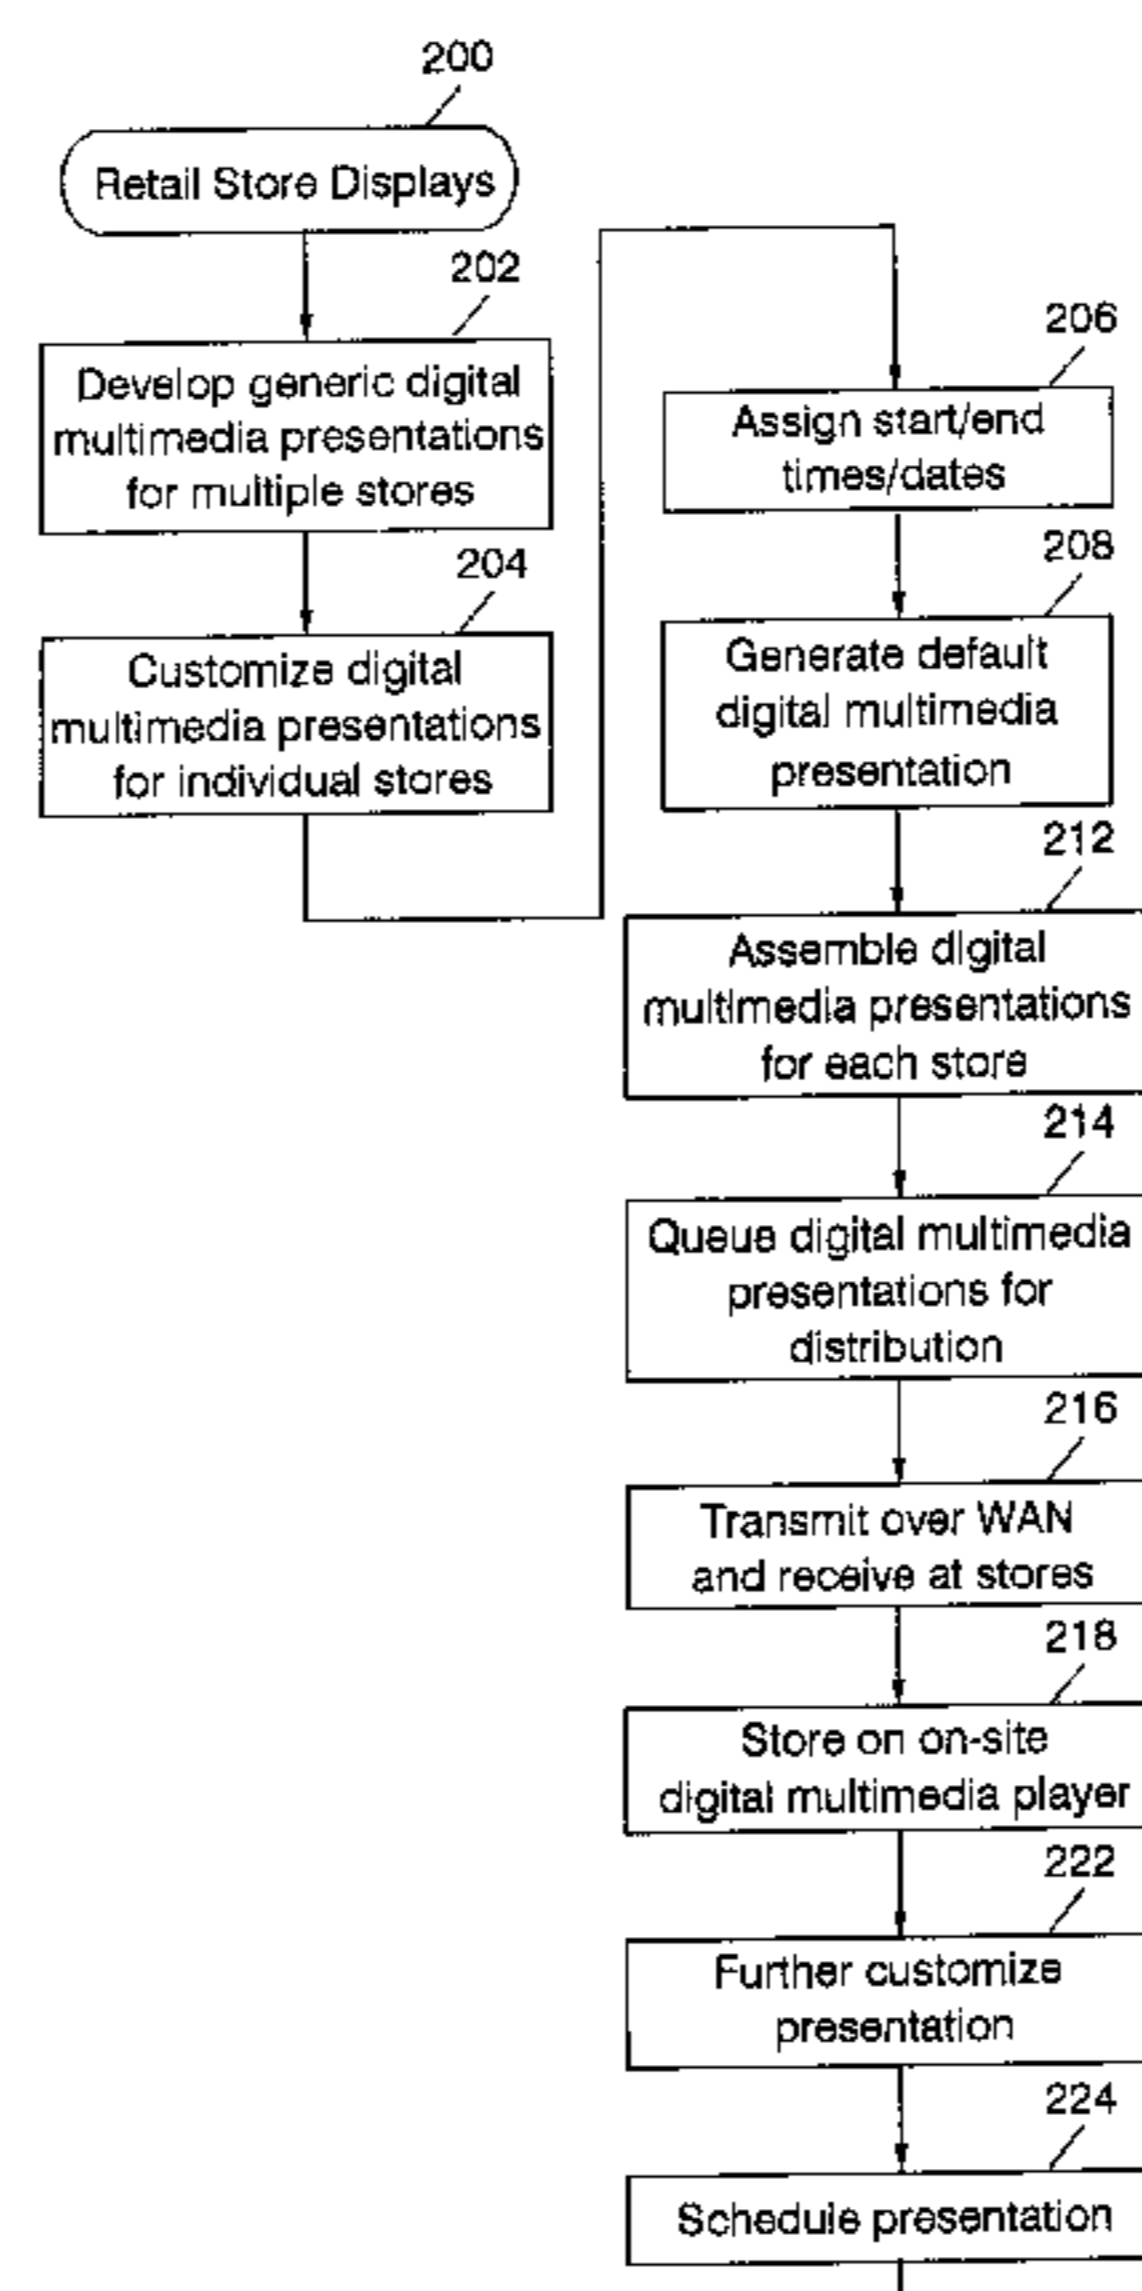 200
Retail Store Displays
202
Develop generic digital
multimedia presentations
for multiple stores
204
Customize digital
multimedia presentations
for individual stores
206
Assign start/end
times/dates
208
Generate default
digital multimedia
presentation
212
Assemble digital
multimedia presentations
for each store
214
Queue digital multimedia
presentations for
distribution
216
Transmit over WAN
and receive at stores
218
Store on on-site
digital multimedia player
222
Further customize
presentation
224
Schedule presentation